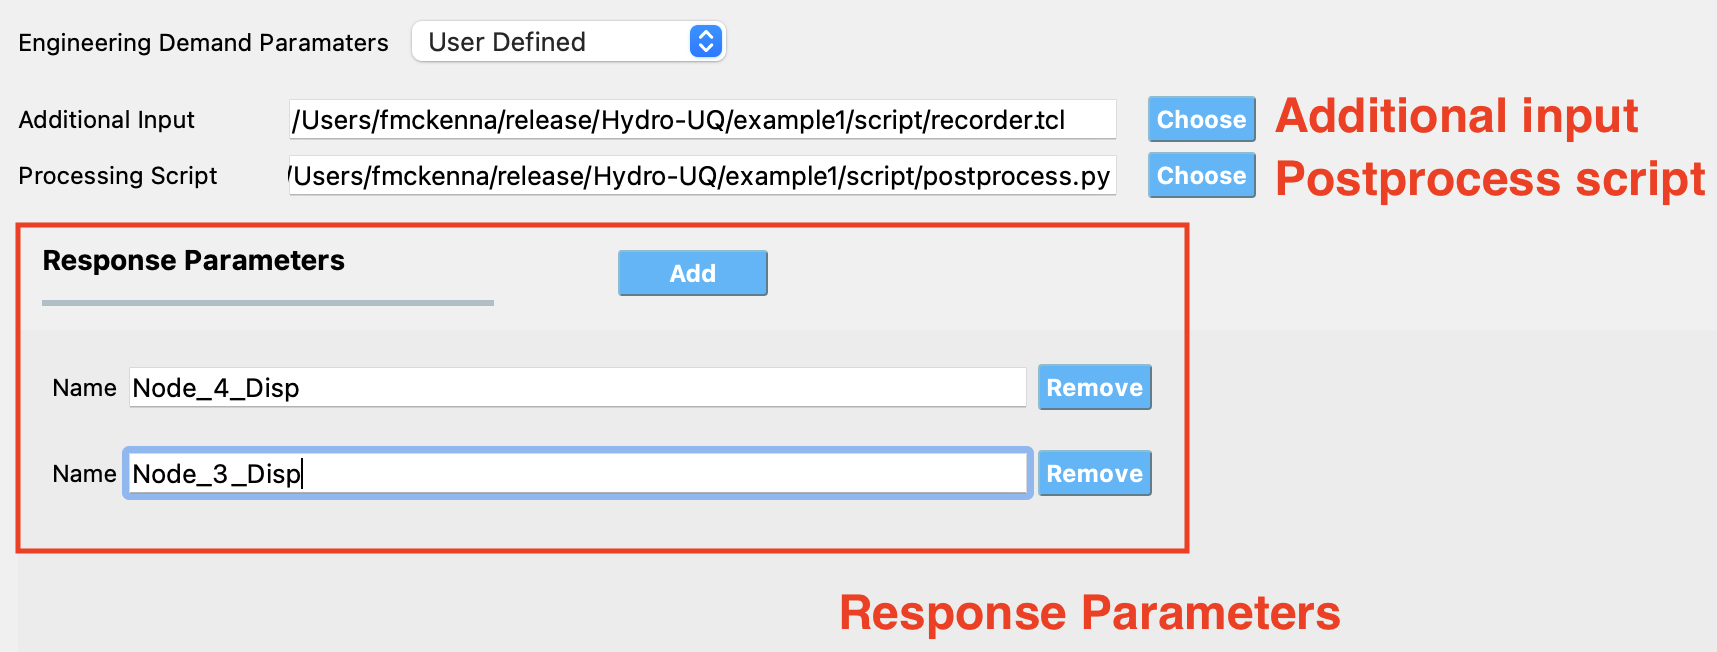 Engineering Demand Paramaters User Defined
Additional Input /Users/fmckenna/release/Hydro-UQ/example1/script/recorder.tcl Choose Additional input
Processing Script /Users/fmckenna/release/Hydro-UQ/example1/script/postprocess.py Choose Postprocess script
Response Parameters Add
Name Node_4_Disp Remove
Name Node_3_Disp Remove
Response Parameters